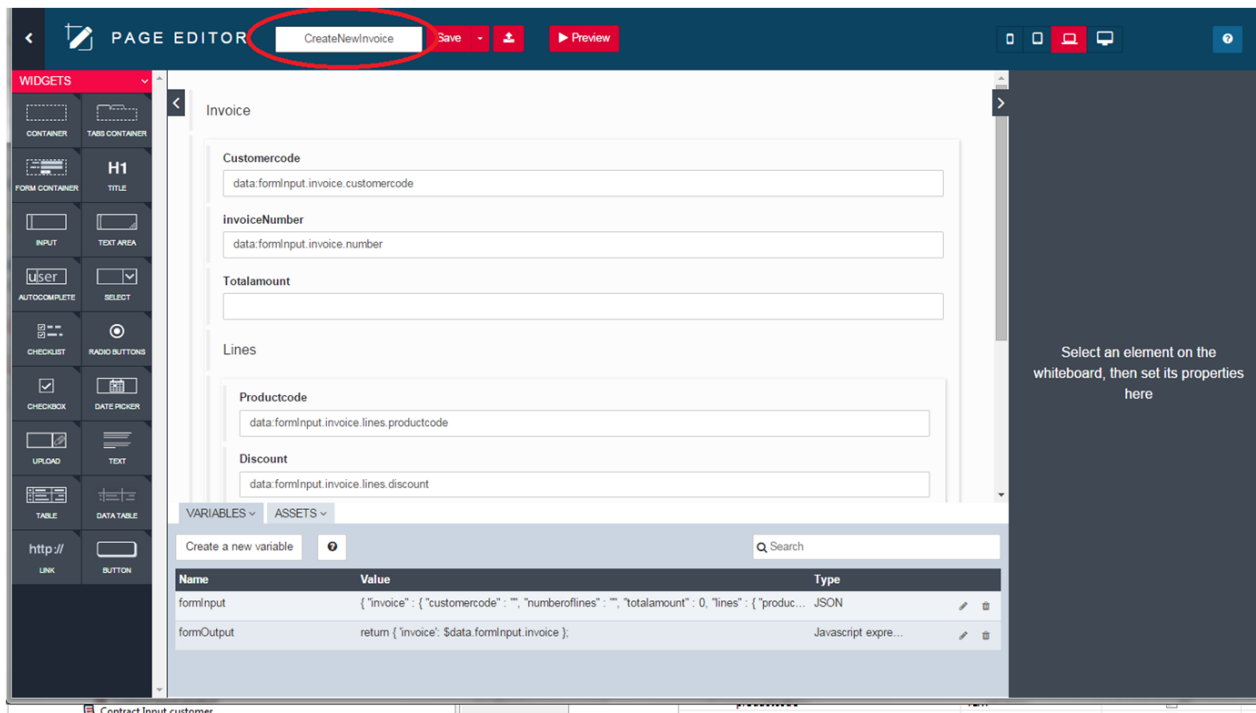 PAGE EDITOR CreateNewInvoice Save Preview
WIDGETS
CONTAINER TABS CONTAINER
H1
FORM CONTAINER TITLE
INPUT TEXT AREA
user
AUTOCOMPLETE SELECT
CHECKLIST RADIO BUTTONS
CHECKBOX DATE PICKER
UPLOAD TEXT
TABLE DATA TABLE
http://
LINK BUTTON
Invoice
Customercode
data:formInput.invoice.customercode
invoiceNumber
data:formInput.invoice.number
Totalamount
Lines
Productcode
data:formInput.invoice.lines.productcode
Discount
data:formInput.invoice.lines.discount
Select an element on the
whiteboard, then set its properties
here
VARIABLES ASSETS
Create a new variable ? Search
Name Value Type
formInput { "invoice" : { "customercode" : "", "numberoflines" : "", "totalamount" : 0, "lines" : { "produc... JSON
formOutput return { 'invoice': $data.formInput.invoice }; Javascript expre...
Contract Input customer